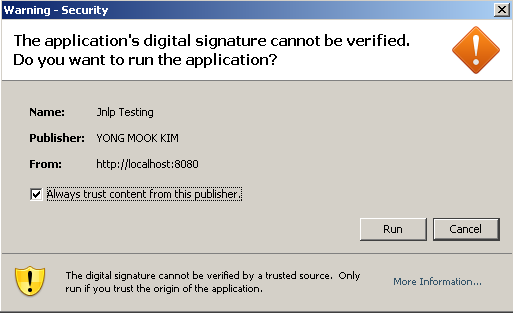 Warning - Security
The application's digital signature cannot be verified.
Do you want to run the application?
Name: Jnlp Testing
Publisher: YONG MOOK KIM
From: http://localhost:8080
Always trust content from this publisher.
Run Cancel
The digital signature cannot be verified by a trusted source. Only
run if you trust the origin of the application.
More Information...